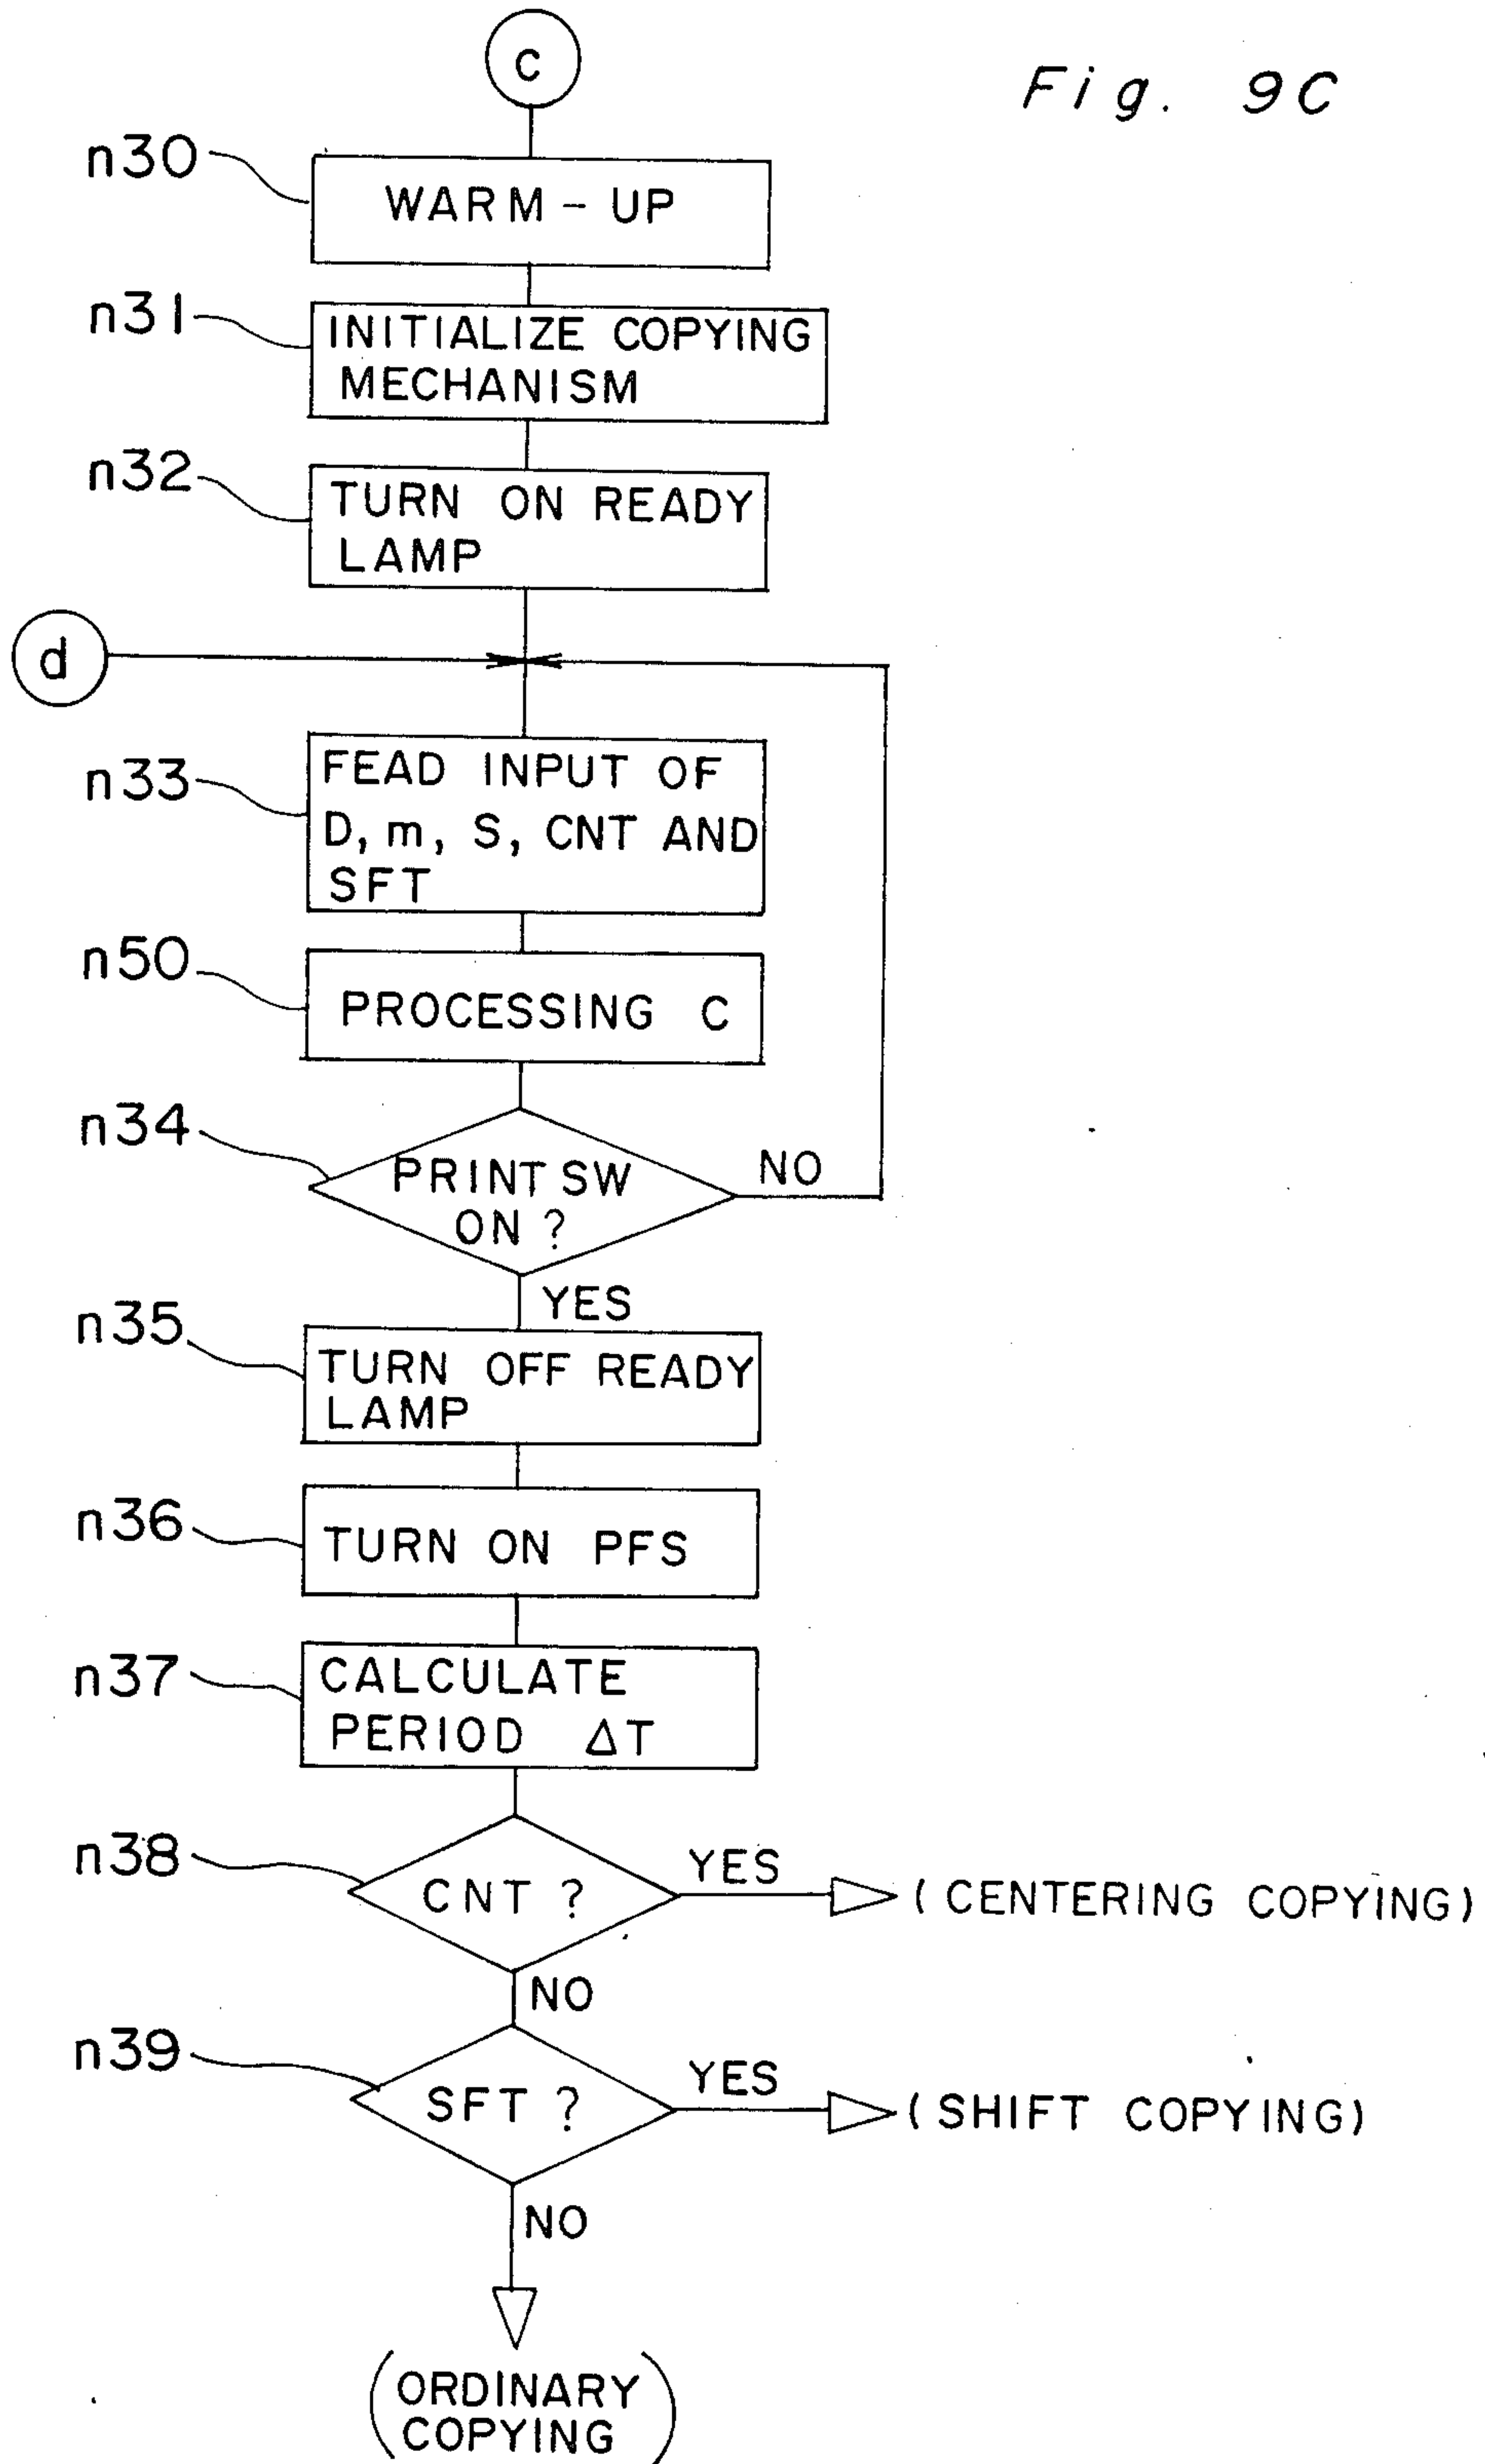 c
Fig. 9C
n30
WARM-UP
n31
INITIALIZE COPYING
MECHANISM
n32
TURN ON READY
LAMP
d
n33
FEAD INPUT OF
D, m, S, CNT AND
SFT
n50
PROCESSING C
n34
PRINT SW
ON ?
NO
YES
n35
TURN OFF READY
LAMP
n36
TURN ON PFS
n37
CALCULATE
PERIOD ΔT
n38
CNT ?
YES
(CENTERING COPYING)
NO
n39
SFT ?
YES
(SHIFT COPYING)
NO
(ORDINARY
COPYING)